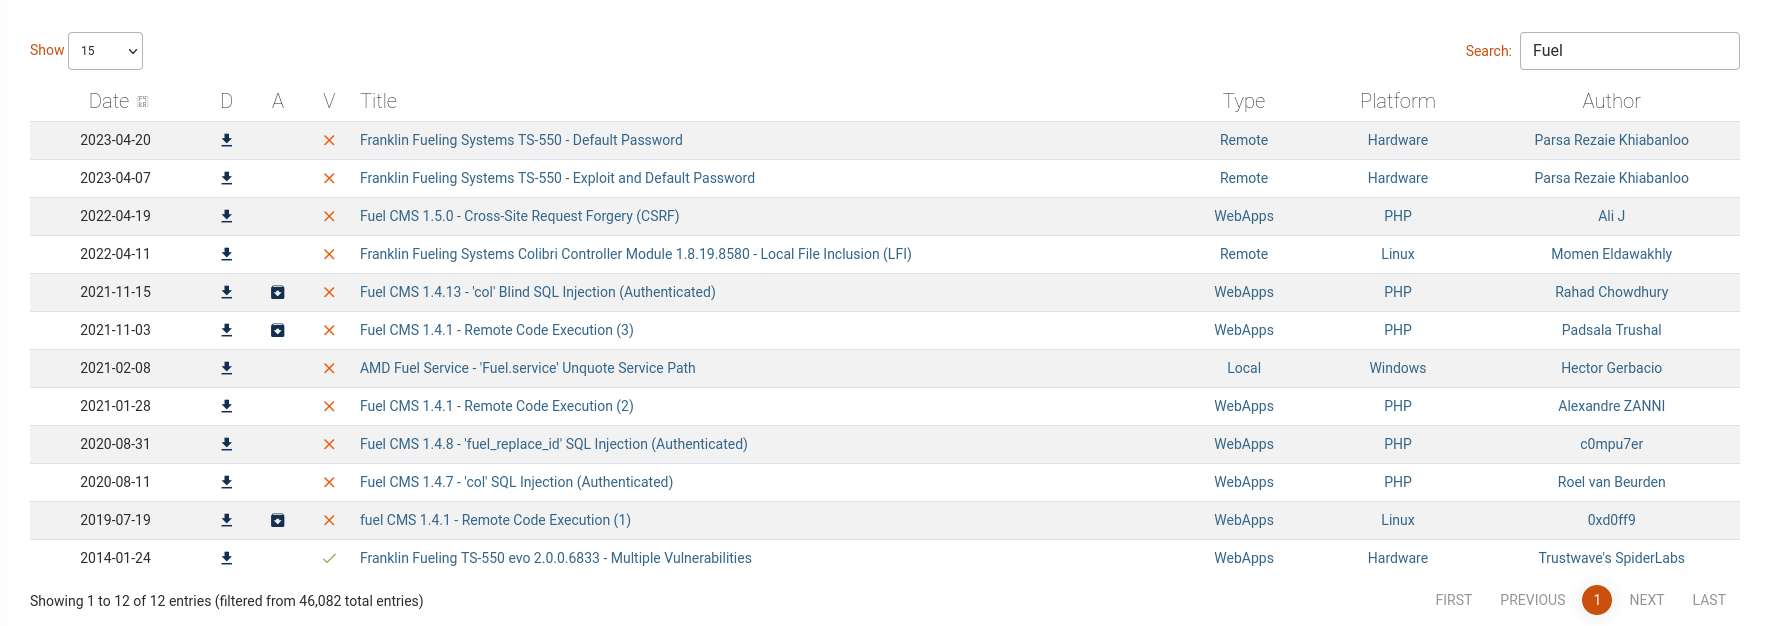 Show 15 Search: Fuel
Date D A V Title Type Platform Author
2023-04-20 Franklin Fueling Systems TS-550 - Default Password Remote Hardware Parsa Rezaie Khiabanloo
2023-04-07 Franklin Fueling Systems TS-550 - Exploit and Default Password Remote Hardware Parsa Rezaie Khiabanloo
2022-04-19 Fuel CMS 1.5.0 - Cross-Site Request Forgery (CSRF) WebApps PHP Ali J
2022-04-11 Franklin Fueling Systems Colibri Controller Module 1.8.19.8580 - Local File Inclusion (LFI) Remote Linux Momen Eldawakhly
2021-11-15 Fuel CMS 1.4.13 - 'col' Blind SQL Injection (Authenticated) WebApps PHP Rahad Chowdhury
2021-11-03 Fuel CMS 1.4.1 - Remote Code Execution (3) WebApps PHP Padsala Trushal
2021-02-08 AMD Fuel Service - 'Fuel.service' Unquote Service Path Local Windows Hector Gerbacio
2021-01-28 Fuel CMS 1.4.1 - Remote Code Execution (2) WebApps PHP Alexandre ZANNI
2020-08-31 Fuel CMS 1.4.8 - 'fuel_replace_id' SQL Injection (Authenticated) WebApps PHP c0mpu7er
2020-08-11 Fuel CMS 1.4.7 - 'col' SQL Injection (Authenticated) WebApps PHP Roel van Beurden
2019-07-19 fuel CMS 1.4.1 - Remote Code Execution (1) WebApps Linux 0xd0ff9
2014-01-24 Franklin Fueling TS-550 evo 2.0.0.6833 - Multiple Vulnerabilities WebApps Hardware Trustwave's SpiderLabs
Showing 1 to 12 of 12 entries (filtered from 46,082 total entries) FIRST PREVIOUS 1 NEXT LAST